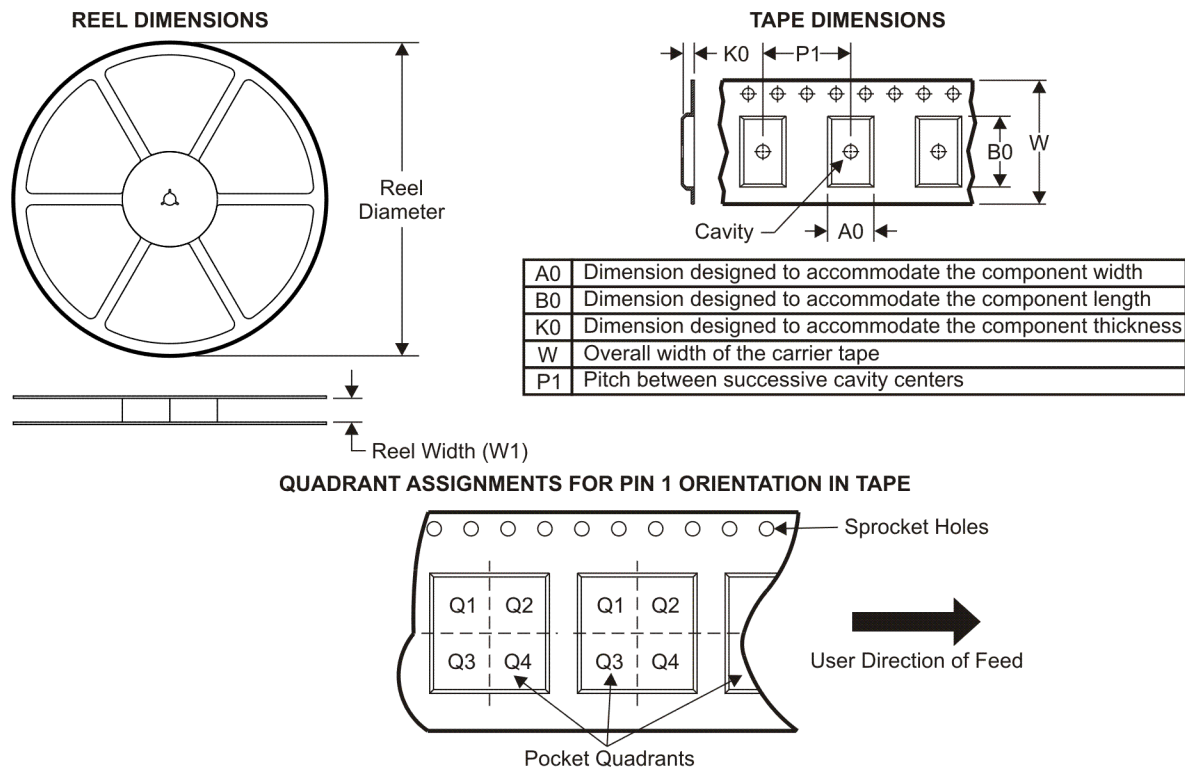 REEL DIMENSIONS
Reel
Diameter
Reel Width (W1)
TAPE DIMENSIONS
K0
P1
B0
W
Cavity
A0
A0 Dimension designed to accommodate the component width
B0 Dimension designed to accommodate the component length
K0 Dimension designed to accommodate the component thickness
W Overall width of the carrier tape
P1 Pitch between successive cavity centers
QUADRANT ASSIGNMENTS FOR PIN 1 ORIENTATION IN TAPE
Sprocket Holes
Q1 Q2 Q1 Q2
Q3 Q4 Q3 Q4
User Direction of Feed
Pocket Quadrants